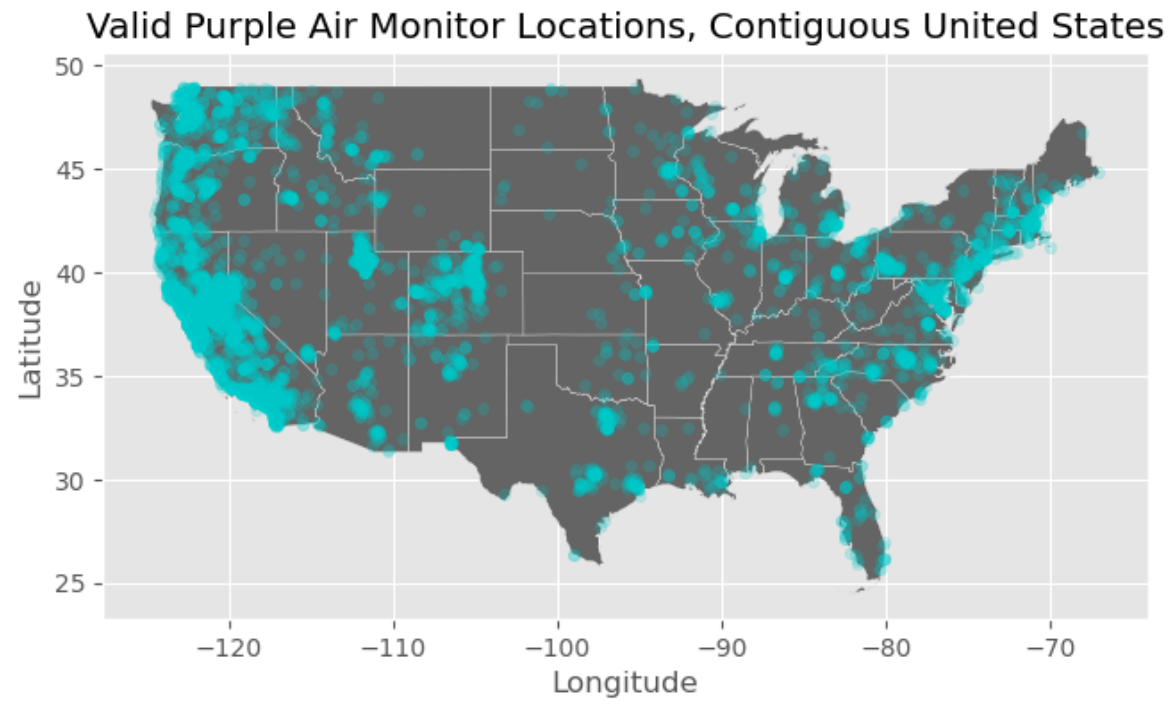 Valid Purple Air Monitor Locations, Contiguous United States
50
45
40
35
30
25
Latitude
−120 −110 −100 −90 −80 −70
Longitude